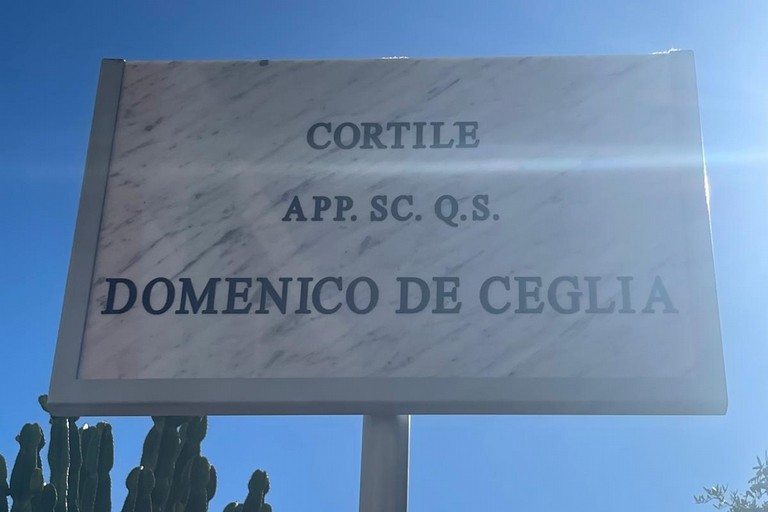 CORTILE
APP. SC. Q.S.
DOMENICO DE CEGLIA